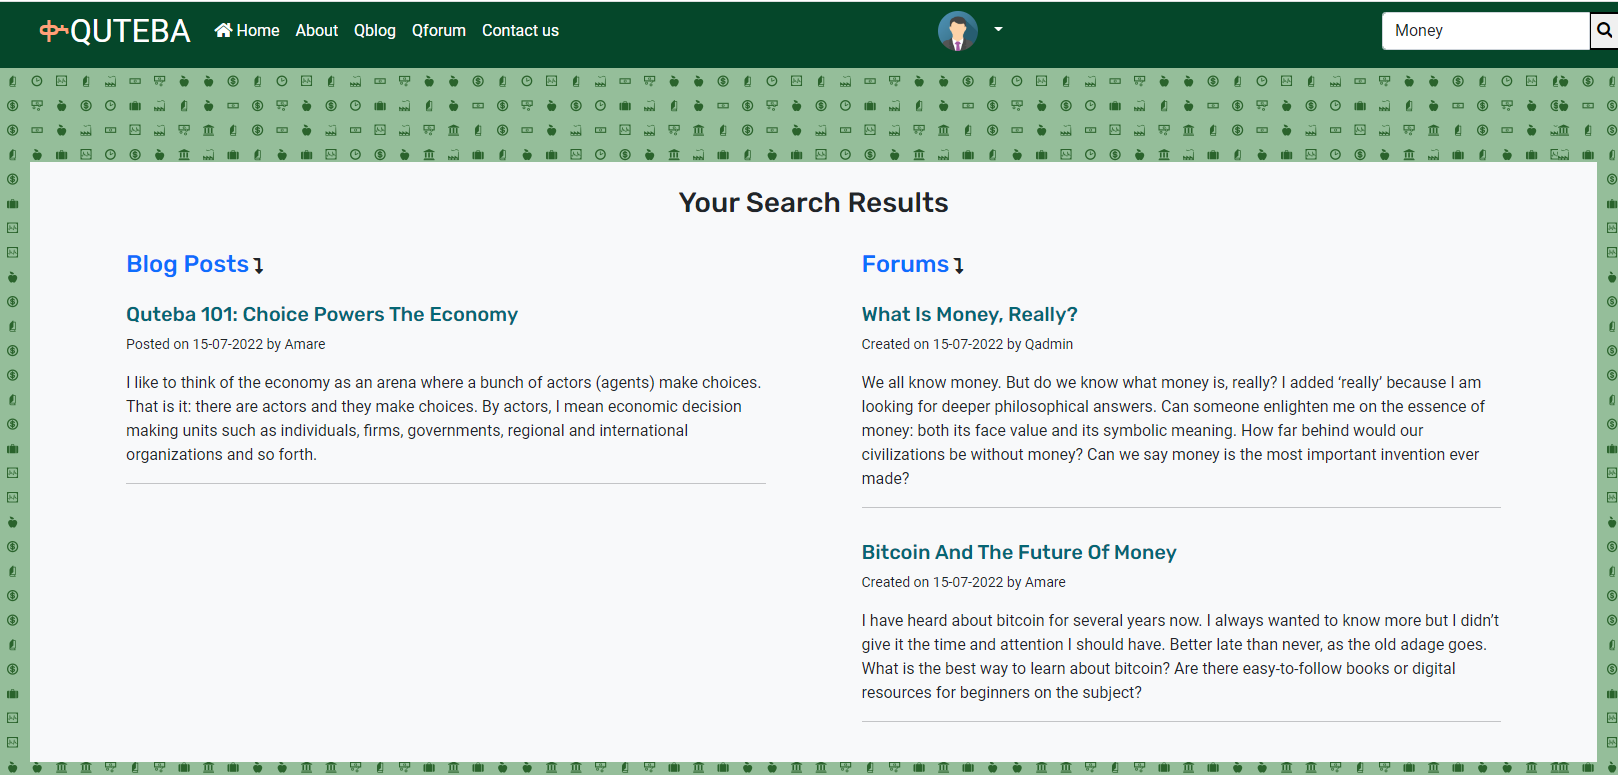 ቀ QUTEBA Home About Qblog Qforum Contact us Money
Your Search Results
Blog Posts
Quteba 101: Choice Powers The Economy
Posted on 15-07-2022 by Amare
I like to think of the economy as an arena where a bunch of actors (agents) make choices.
That is it: there are actors and they make choices. By actors, I mean economic decision
making units such as individuals, firms, governments, regional and international
organizations and so forth.
Forums
What Is Money, Really?
Created on 15-07-2022 by Qadmin
We all know money. But do we know what money is, really? I added ‘really’ because I am
looking for deeper philosophical answers. Can someone enlighten me on the essence of
money: both its face value and its symbolic meaning. How far behind would our
civilizations be without money? Can we say money is the most important invention ever
made?
Bitcoin And The Future Of Money
Created on 15-07-2022 by Amare
I have heard about bitcoin for several years now. I always wanted to know more but I didn’t
give it the time and attention I should have. Better late than never, as the old adage goes.
What is the best way to learn about bitcoin? Are there easy-to-follow books or digital
resources for beginners on the subject?